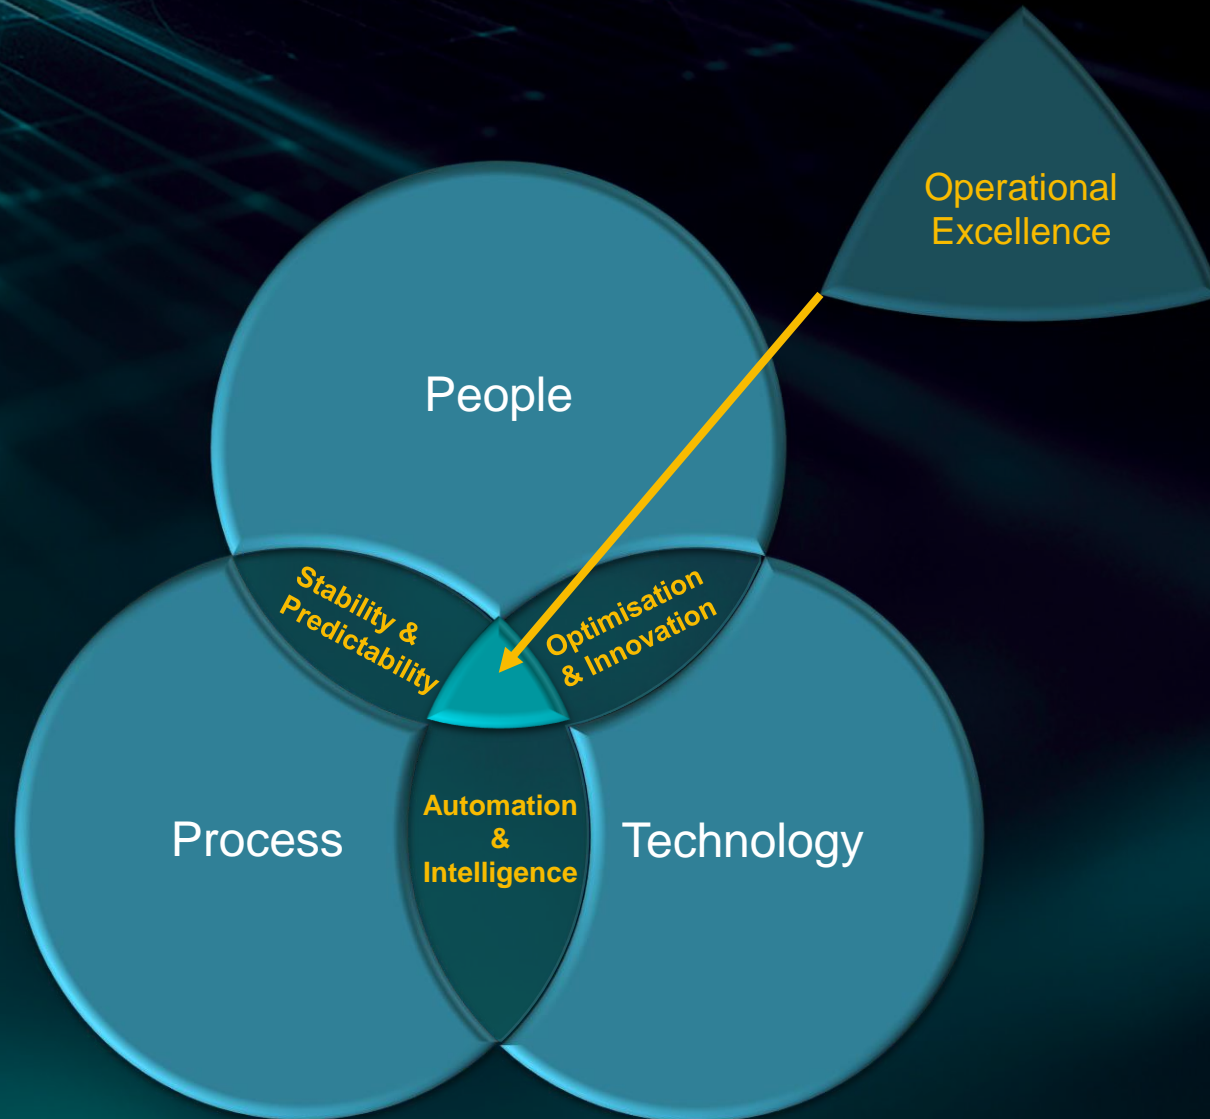 Operational
Excellence
People
Stability &
Predictability
Optimisation
& Innovation
Automation
&
Intelligence
Process
Technology